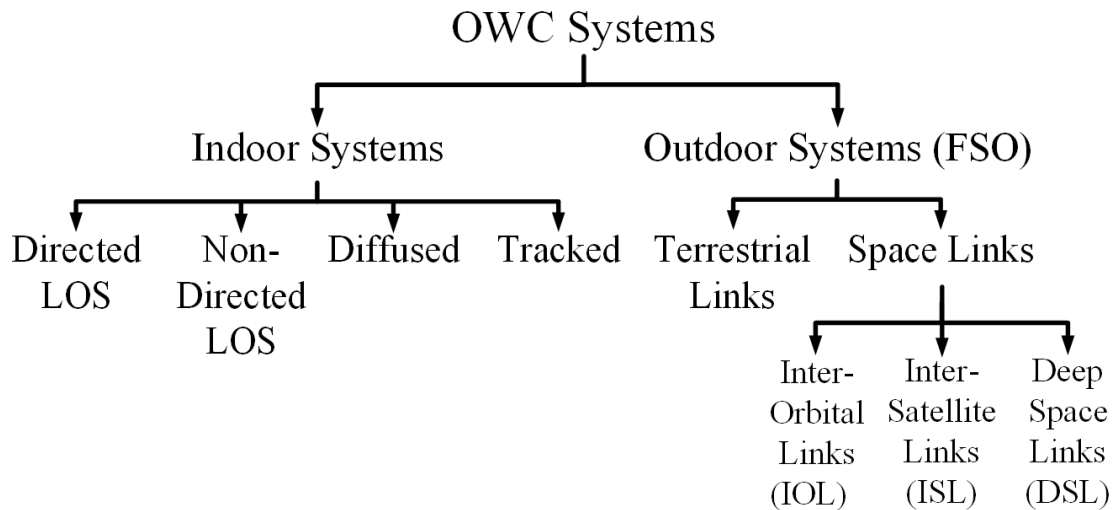 OWC Systems
Indoor Systems
Outdoor Systems (FSO)
Directed
LOS
Non-
Directed
LOS
Diffused
Tracked
Terrestrial
Links
Space Links
Inter-
Orbital
Links
(IOL)
Inter-
Satellite
Links
(ISL)
Deep
Space
Links
(DSL)